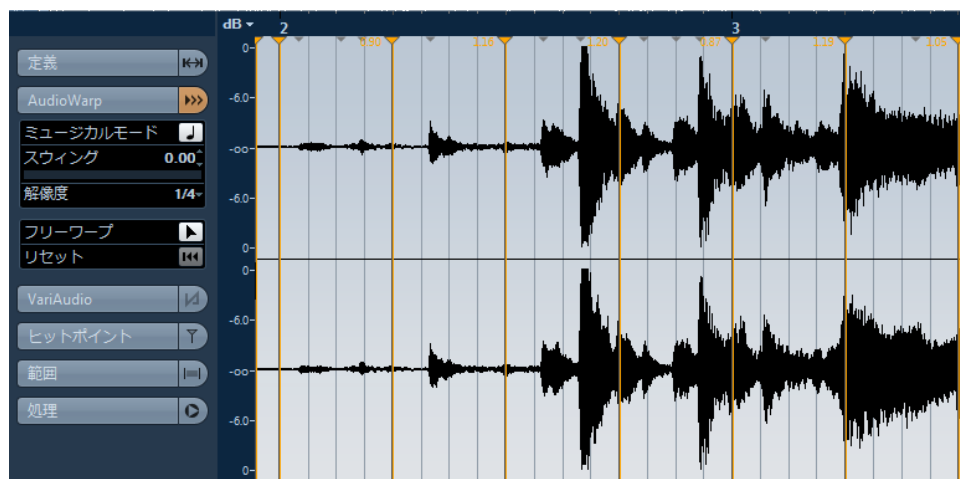 dB
2
3
0.90
1.16
1.20
0.87
1.19
1.05
定義
AudioWarp
ミュージカルモード
スウィング 0.00
解像度 1/4
フリーワープ
リセット
VariAudio
ヒットポイント
範囲
処理
0
-6.0
-oo
-6.0
0
0
-6.0
-oo
-6.0
0